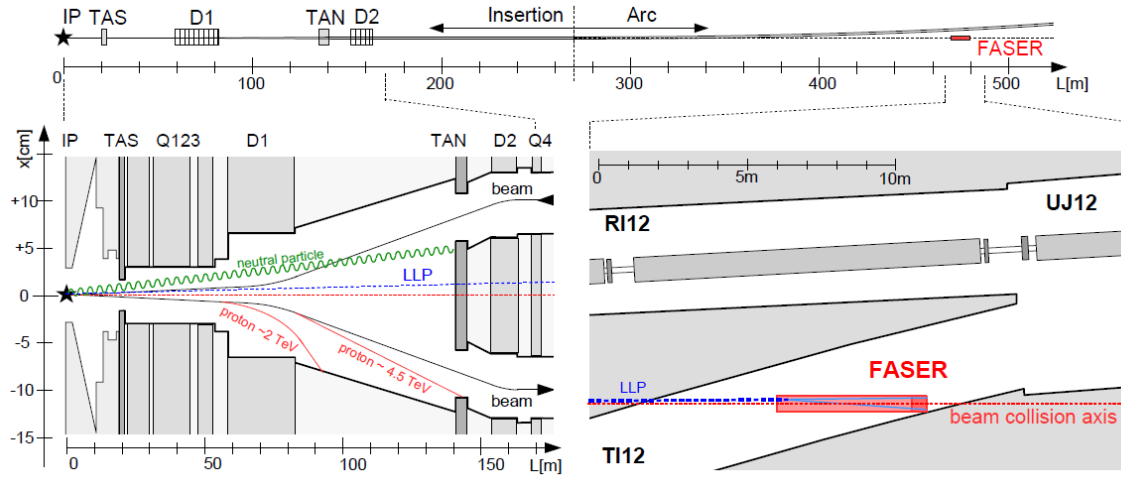 IP TAS D1 TAN D2 Insertion Arc
FASER
0 100 200 300 400 500 L[m]
x[cm]
IP TAS Q123 D1 TAN D2 Q4
+10
+5
0
-5
-10
-15
beam
neutral particle
LLP
proton ~2 TeV
proton ~ 4.5 TeV
beam
0 50 100 150 L[m]
0 5m 10m
RI12
UJ12
FASER
LLP
beam collision axis
TI12